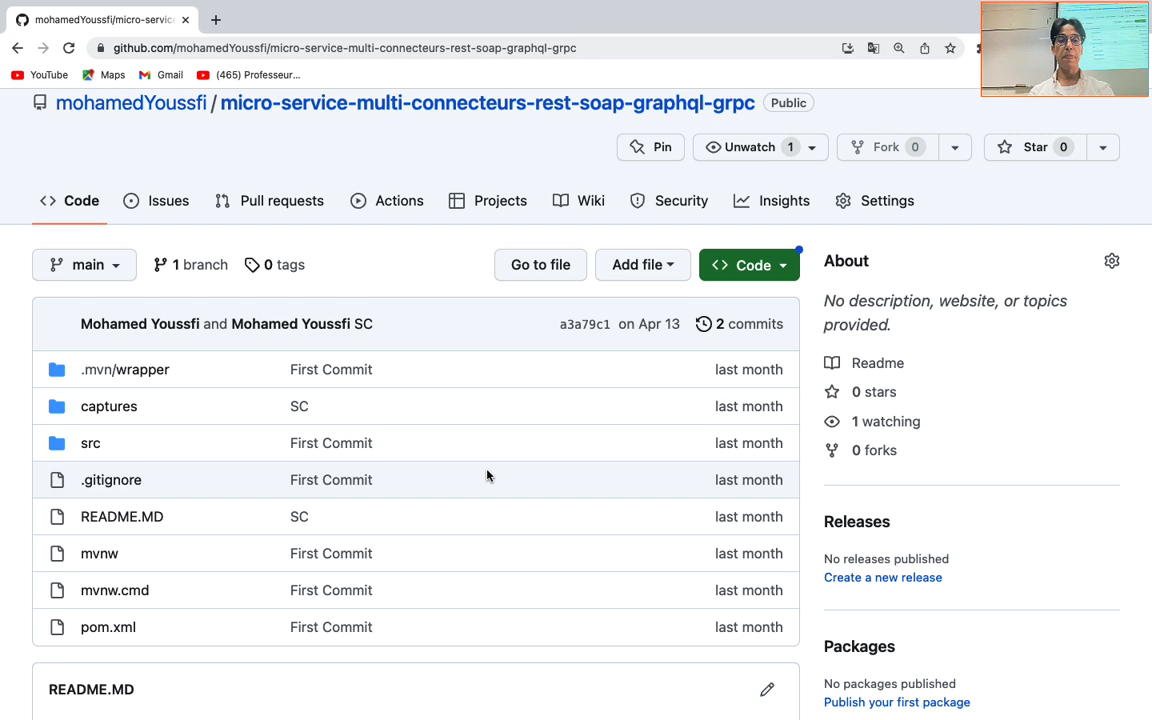 mohamedYoussfi/micro-service
github.com/mohamedYoussfi/micro-service-multi-connecteurs-rest-soap-graphql-grpc
YouTube Maps Gmail (465) Professeur...
mohamedYoussfi / micro-service-multi-connecteurs-rest-soap-graphql-grpc Public
Pin Unwatch 1 Fork 0 Star 0
Code Issues Pull requests Actions Projects Wiki Security Insights Settings
main 1 branch 0 tags Go to file Add file Code
Mohamed Youssfi and Mohamed Youssfi SC a3a79c1 on Apr 13 2 commits
.mvn/wrapper First Commit last month
captures SC last month
src First Commit last month
.gitignore First Commit last month
README.MD SC last month
mvnw First Commit last month
mvnw.cmd First Commit last month
pom.xml First Commit last month
README.MD
About
No description, website, or topics
provided.
Readme
0 stars
1 watching
0 forks
Releases
No releases published
Create a new release
Packages
No packages published
Publish your first package